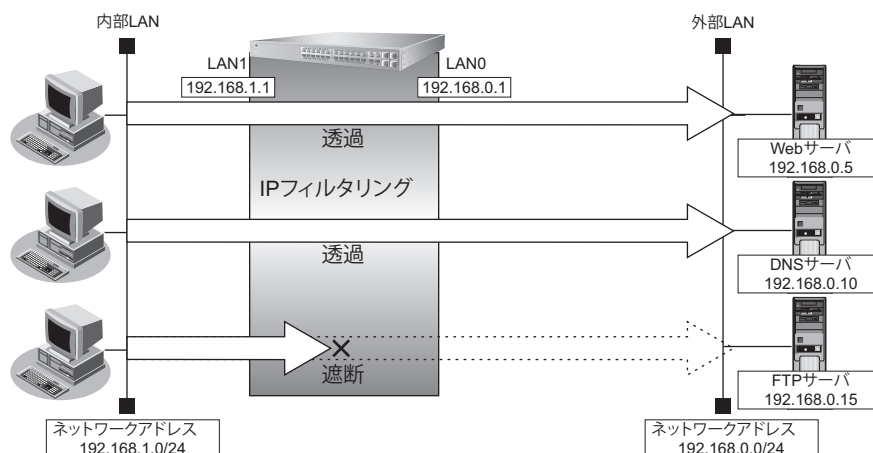 内部LAN
外部LAN
LAN1
LAN0
192.168.1.1
192.168.0.1
透過
Webサーバ
192.168.0.5
IPフィルタリング
透過
DNSサーバ
192.168.0.10
遮断
FTPサーバ
192.168.0.15
ネットワークアドレス
192.168.1.0/24
ネットワークアドレス
192.168.0.0/24